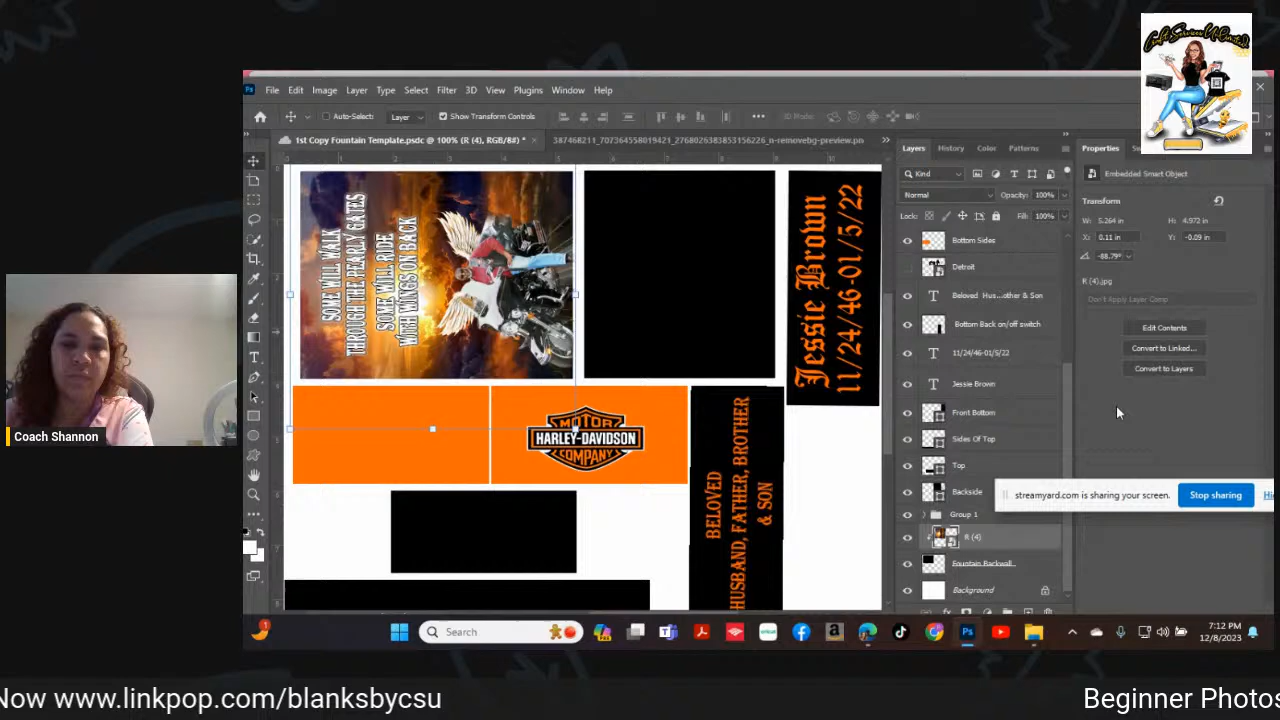 File Edit Image Layer Type Select Filter 3D View Plugins Window Help
Auto-Select: Layer Show Transform Controls 3D Mode:
1st Copy Fountain Template.psdc @ 100% (R (4), RGB/8#) *
SOME WILL WALK
THROUGH THE PEARLY GATES
SOME WILL RIDE
WITH WINGS ON BACK
Jessie Brown
11/24/46-01/5/22
MOTOR
HARLEY-DAVIDSON
COMPANY
BELOVED
HUSBAND, FATHER, BROTHER
& SON
Layers History Color Patterns
Kind
Normal Opacity: 100%
Lock: Fill: 100%
Bottom Sides
Detroit
Beloved Hus...other & Son
Bottom Back on/off switch
11/24/46-01/5/22
Jessie Brown
Front Bottom
Sides Of Top
Top
Backside
Group 1
R (4)
Fountain Backwall
Background
Properties
Embedded Smart Object
Transform
W: 5.264 in H: 4.972 in
X: 0.11 in Y: -0.09 in
-88.79°
R (4).jpg
Don't Apply Layer Comp
Edit Contents
Convert to Linked...
Convert to Layers
streamyard.com is sharing your screen. Stop sharing Hi
Coach Shannon
Search
7:12 PM
12/8/2023
Now www.linkpop.com/blanksbycsu
Beginner Photos